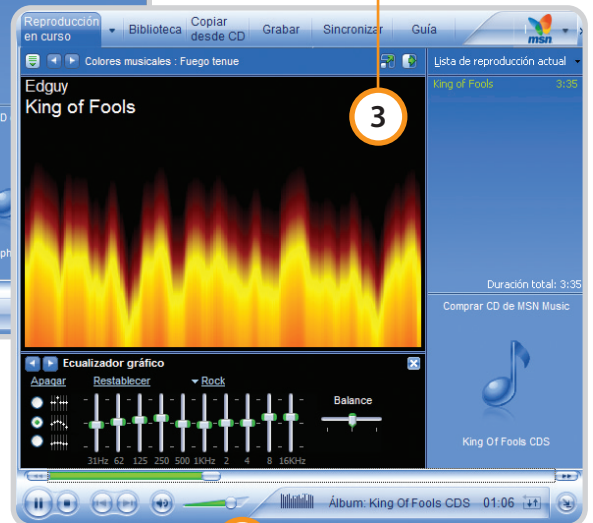 Reproducción
en curso
Biblioteca
Copiar
desde CD
Grabar
Sincronizar
Guía
msn
Colores musicales : Fuego tenue
Lista de reproducción actual
Edguy
King of Fools
3
King of Fools 3:35
Duración total: 3:35
Comprar CD de MSN Music
King Of Fools CDS
Ecualizador gráfico
Apagar Restablecer Rock
Balance
31Hz 62 125 250 500 1KHz 2 4 8 16KHz
Álbum: King Of Fools CDS 01:06